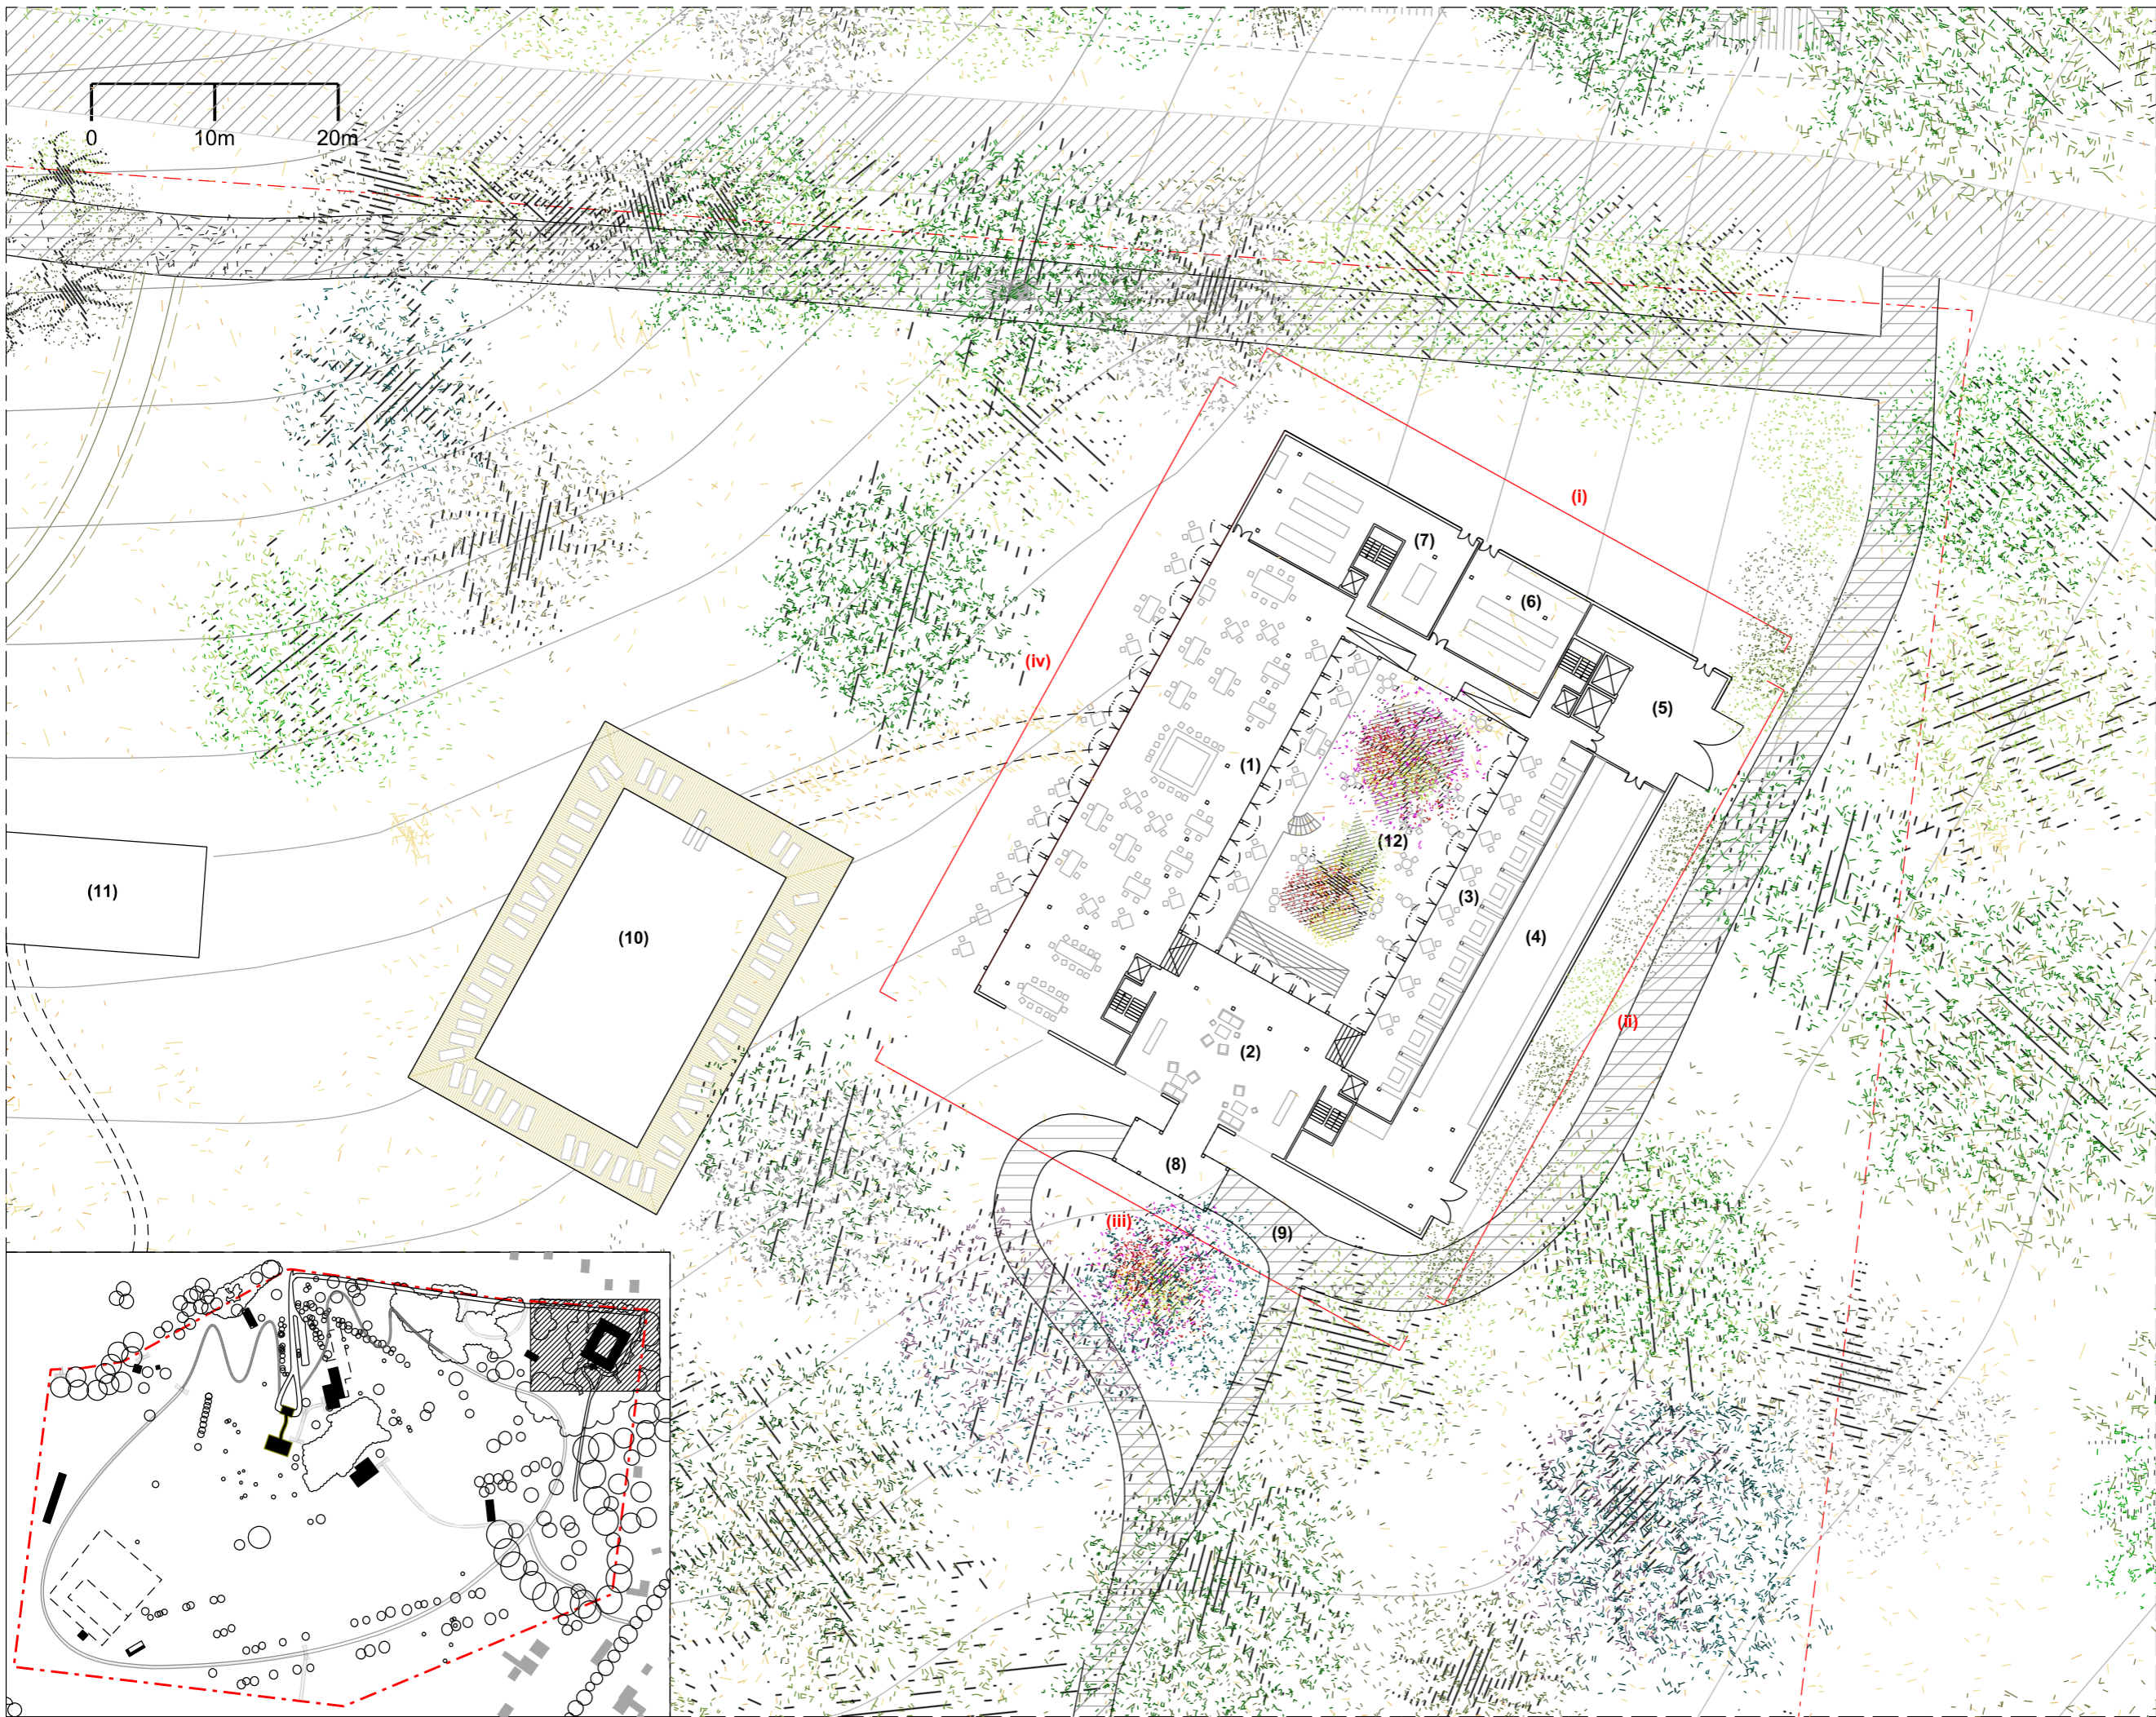 0 10m 20m
(i)
(7)
(6)
(iv)
(5)
(1)
(12)
(11)
(3)
(10)
(4)
(ii)
(2)
(8)
(iii)
(9)